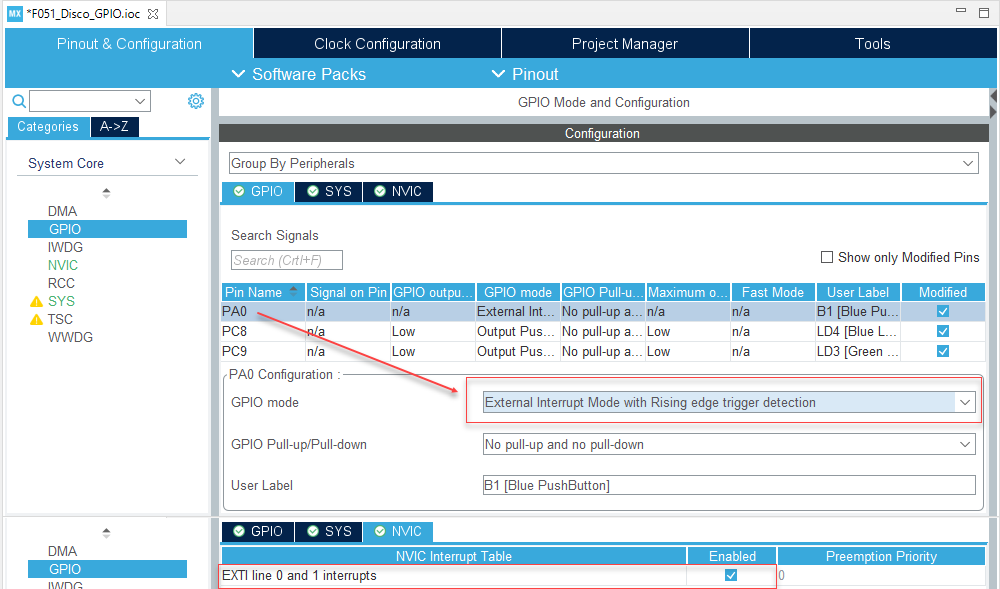 MX *F051_Disco_GPIO.ioc
Pinout & Configuration Clock Configuration Project Manager Tools
Software Packs Pinout
GPIO Mode and Configuration
Categories A->Z
Configuration
System Core
Group By Peripherals
GPIO SYS NVIC
DMA
GPIO
IWDG
NVIC
RCC
SYS
TSC
WWDG
Search Signals
Search (Crtl+F)
Show only Modified Pins
Pin Name Signal on Pin GPIO outpu... GPIO mode GPIO Pull-u... Maximum o... Fast Mode User Label Modified
PA0 n/a n/a External Int... No pull-up a... n/a n/a B1 [Blue Pu...
PC8 n/a Low Output Pus... No pull-up a... Low n/a LD4 [Blue L...
PC9 n/a Low Output Pus... No pull-up a... Low n/a LD3 [Green ...
PA0 Configuration :
GPIO mode External Interrupt Mode with Rising edge trigger detection
GPIO Pull-up/Pull-down No pull-up and no pull-down
User Label B1 [Blue PushButton]
DMA
GPIO
IWDG
GPIO SYS NVIC
NVIC Interrupt Table Enabled Preemption Priority
EXTI line 0 and 1 interrupts 0